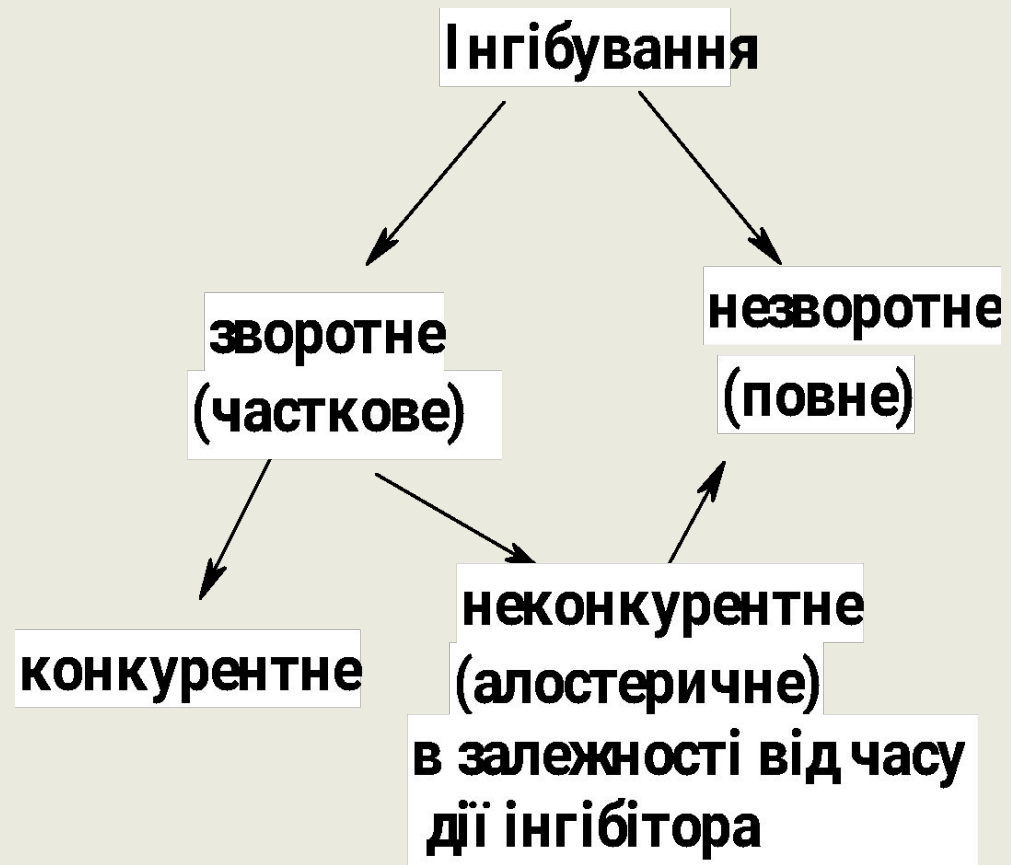 Інгібування
зворотне
(часткове)
незворотне
(повне)
конкурентне
неконкурентне
(алостеричне)
в залежності від часу
дії інгібітора